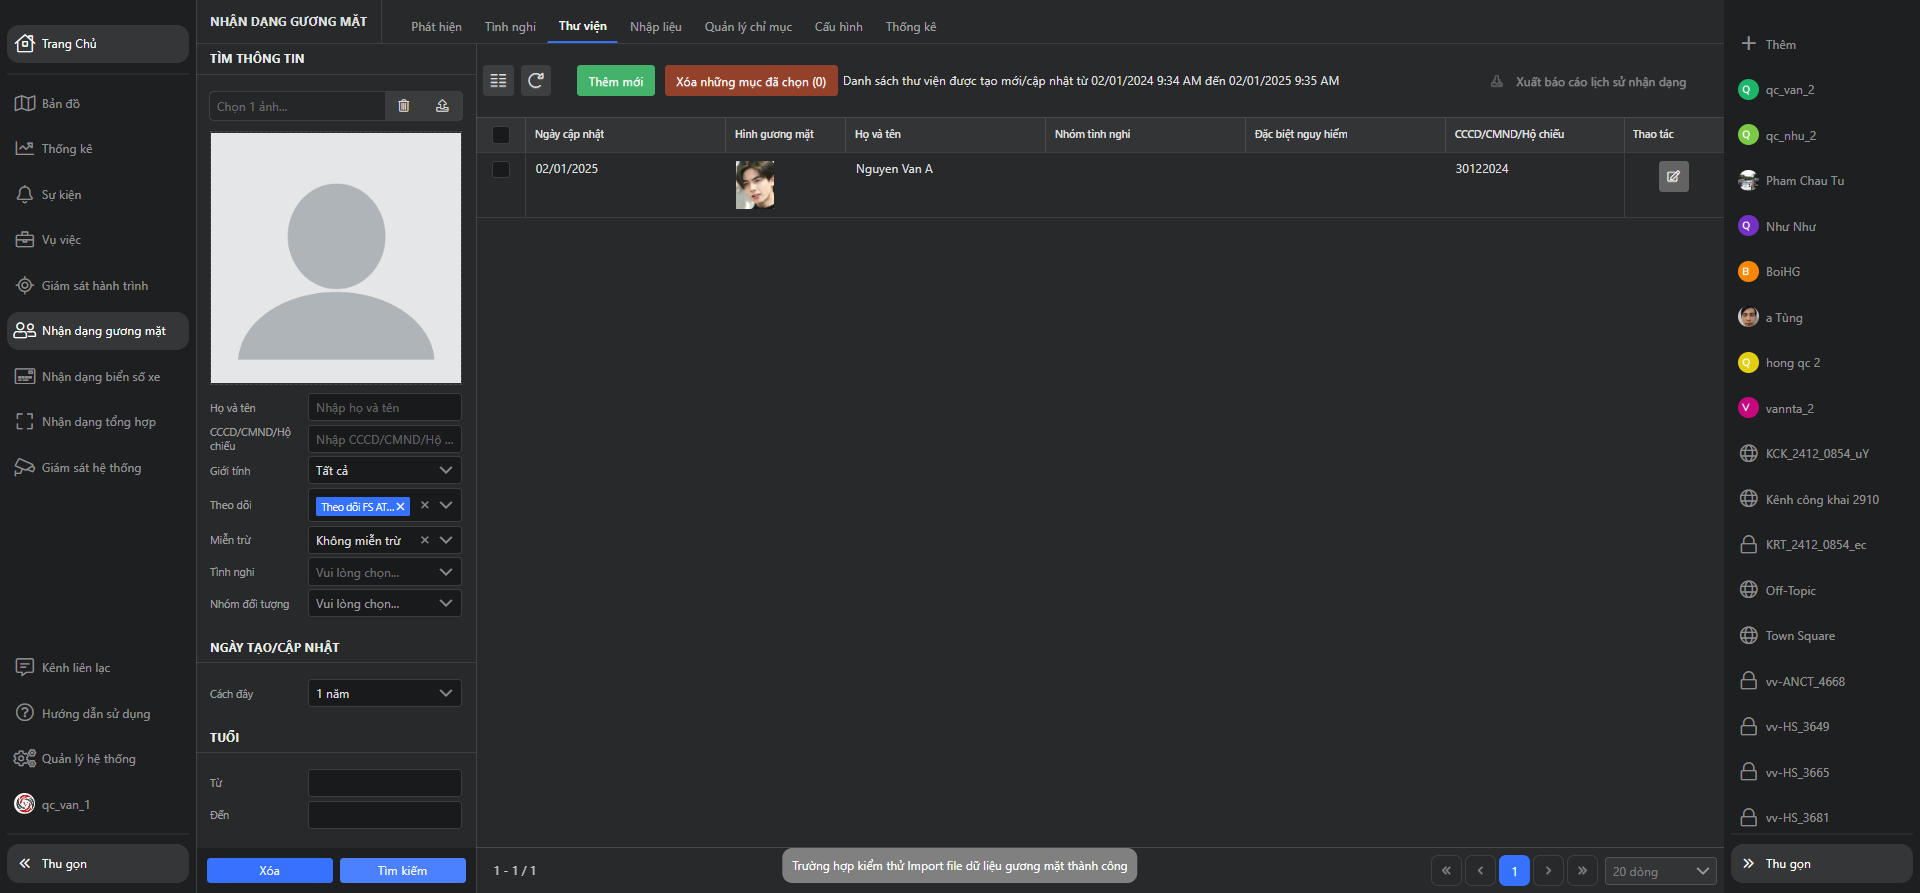 Trang Chủ
Bản đồ
Thống kê
Sự kiện
Vụ việc
Giám sát hành trình
Nhận dạng gương mặt
Nhận dạng biển số xe
Nhận dạng tổng hợp
Giám sát hệ thống
Kênh liên lạc
Hướng dẫn sử dụng
Quản lý hệ thống
qc_van_1
Thu gọn
NHẬN DẠNG GƯƠNG MẶT
Phát hiện
Tình nghi
Thư viện
Nhập liệu
Quản lý chỉ mục
Cấu hình
Thống kê
TÌM THÔNG TIN
Chọn 1 ảnh...
Họ và tên
Nhập họ và tên
CCCD/CMND/Hộ
chiếu
Nhập CCCD/CMND/Hộ ...
Giới tính
Tất cả
Theo dõi
Theo dõi FS AT...
Miễn trừ
Không miễn trừ
Tình nghi
Vui lòng chọn...
Nhóm đối tượng
Vui lòng chọn...
NGÀY TẠO/CẬP NHẬT
Cách đây
1 năm
TUỔI
Từ
Đến
Xóa
Tìm kiếm
Thêm mới
Xóa những mục đã chọn (0)
Danh sách thư viện được tạo mới/cập nhật từ 02/01/2024 9:34 AM đến 02/01/2025 9:35 AM
Xuất báo cáo lịch sử nhận dạng
Ngày cập nhật
Hình gương mặt
Họ và tên
Nhóm tình nghi
Đặc biệt nguy hiểm
CCCD/CMND/Hộ chiếu
Thao tác
02/01/2025
Nguyen Van A
30122024
1 - 1 / 1
Trường hợp kiểm thử Import file dữ liệu gương mặt thành công
1
20 dòng
Thêm
Q qc_van_2
Q qc_nhu_2
Pham Chau Tu
Q Như Như
B BoiHG
a Tùng
Q hong qc 2
V vannta_2
KCK_2412_0854_uY
Kênh công khai 2910
KRT_2412_0854_ec
Off-Topic
Town Square
vv-ANCT_4668
vv-HS_3649
vv-HS_3665
vv-HS_3681
Thu gọn